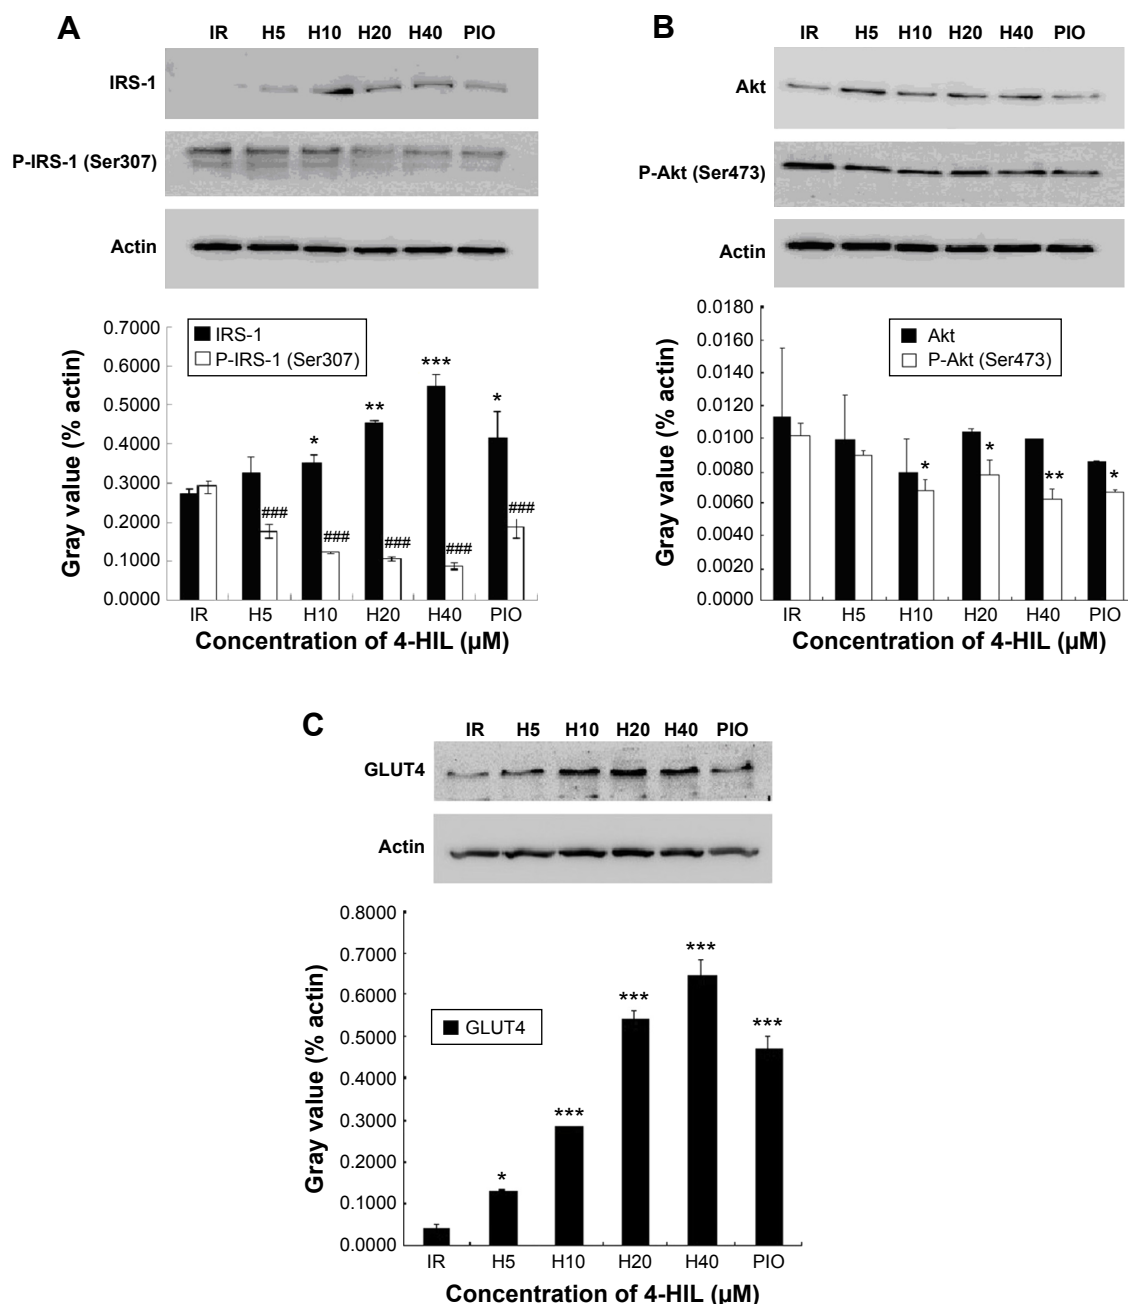 A
IR H5 H10 H20 H40 PIO
IRS-1
P-IRS-1 (Ser307)
Actin
0.7000
0.6000
0.5000
0.4000
0.3000
0.2000
0.1000
0.0000
Gray value (% actin)
IRS-1
P-IRS-1 (Ser307)
* ** *** *
### ### ### ### ###
IR H5 H10 H20 H40 PIO
Concentration of 4-HIL (µM)
B
IR H5 H10 H20 H40 PIO
Akt
P-Akt (Ser473)
Actin
0.0180
0.0160
0.0140
0.0120
0.0100
0.0080
0.0060
0.0040
0.0020
0.0000
Gray value (% actin)
Akt
P-Akt (Ser473)
* * ** *
IR H5 H10 H20 H40 PIO
Concentration of 4-HIL (µM)
C
IR H5 H10 H20 H40 PIO
GLUT4
Actin
0.8000
0.7000
0.6000
0.5000
0.4000
0.3000
0.2000
0.1000
0.0000
Gray value (% actin)
GLUT4
* *** *** *** ***
IR H5 H10 H20 H40 PIO
Concentration of 4-HIL (µM)